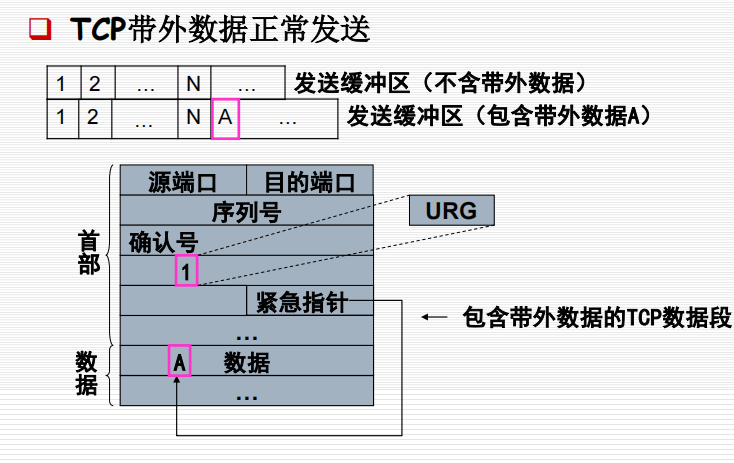 TCP带外数据正常发送
1 2 … N … 发送缓冲区（不含带外数据）
1 2 … N A … 发送缓冲区（包含带外数据A）
源端口 目的端口
序列号
URG
首部
确认号
1
紧急指针
包含带外数据的TCP数据段
…
数据
A 数据
…